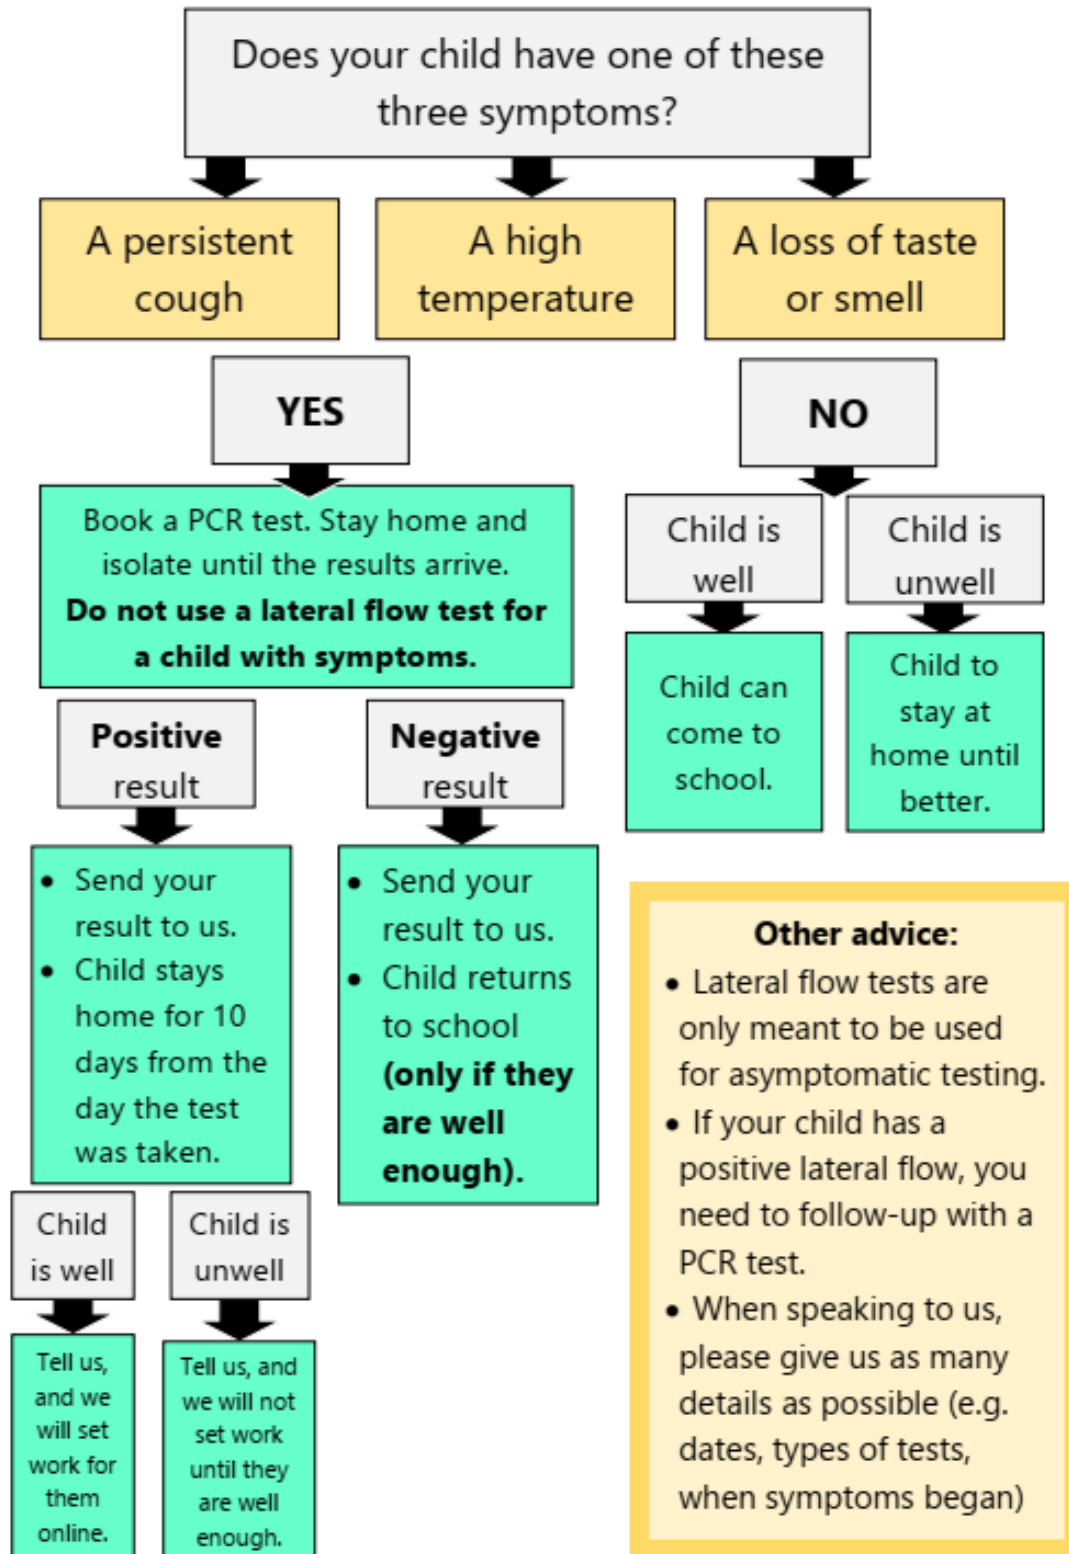 Does your child have one of these
three symptoms?
A persistent
cough
A high
temperature
A loss of taste
or smell
YES
NO
Book a PCR test. Stay home and
isolate until the results arrive.
Do not use a lateral flow test for
a child with symptoms.
Child is
well
Child is
unwell
Child can
come to
school.
Child to
stay at
home until
better.
Positive
result
Negative
result
• Send your
result to us.
• Child stays
home for 10
days from the
day the test
was taken.
• Send your
result to us.
• Child returns
to school
(only if they
are well
enough).
Child
is well
Child is
unwell
Tell us,
and we
will set
work for
them
online.
Tell us, and
we will not
set work
until they
are well
enough.
Other advice:
• Lateral flow tests are
only meant to be used
for asymptomatic testing.
• If your child has a
positive lateral flow, you
need to follow-up with a
PCR test.
• When speaking to us,
please give us as many
details as possible (e.g.
dates, types of tests,
when symptoms began)